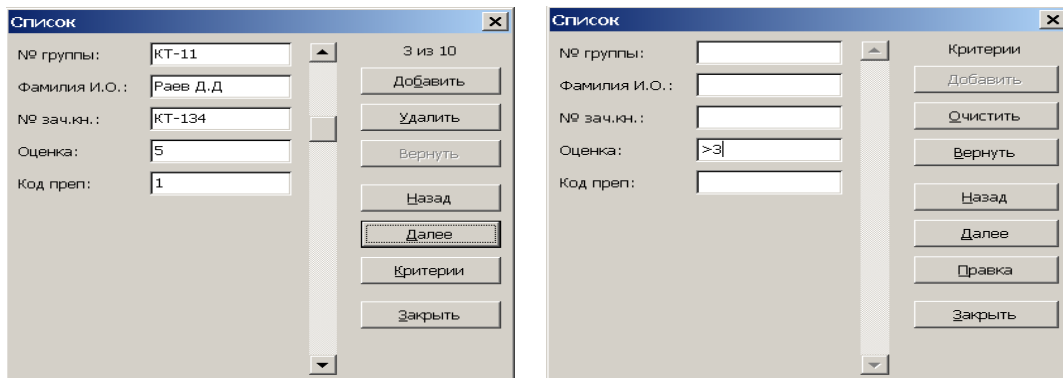 Список
№ группы: КТ-11 3 из 10
Фамилия И.О.: Раев Д.Д Добавить
№ зач.кн.: КТ-134 Удалить
Оценка: 5 Вернуть
Код преп: 1
Назад
Далее
Критерии
Закрыть
Список
№ группы: Критерии
Фамилия И.О.: Добавить
№ зач.кн.: Очистить
Оценка: >3 Вернуть
Код преп:
Назад
Далее
Правка
Закрыть